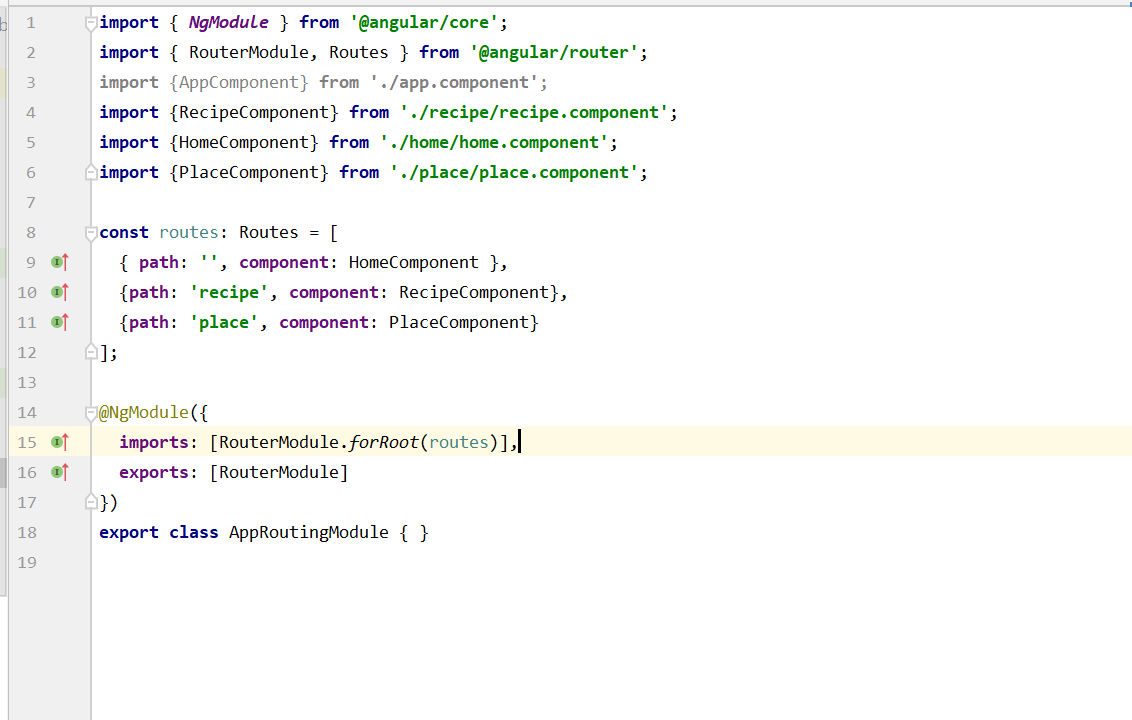 1 import { NgModule } from '@angular/core';
2 import { RouterModule, Routes } from '@angular/router';
3 import {AppComponent} from './app.component';
4 import {RecipeComponent} from './recipe/recipe.component';
5 import {HomeComponent} from './home/home.component';
6 import {PlaceComponent} from './place/place.component';
7
8 const routes: Routes = [
9 { path: '', component: HomeComponent },
10 {path: 'recipe', component: RecipeComponent},
11 {path: 'place', component: PlaceComponent}
12 ];
13
14 @NgModule({
15 imports: [RouterModule.forRoot(routes)],
16 exports: [RouterModule]
17 })
18 export class AppRoutingModule { }
19